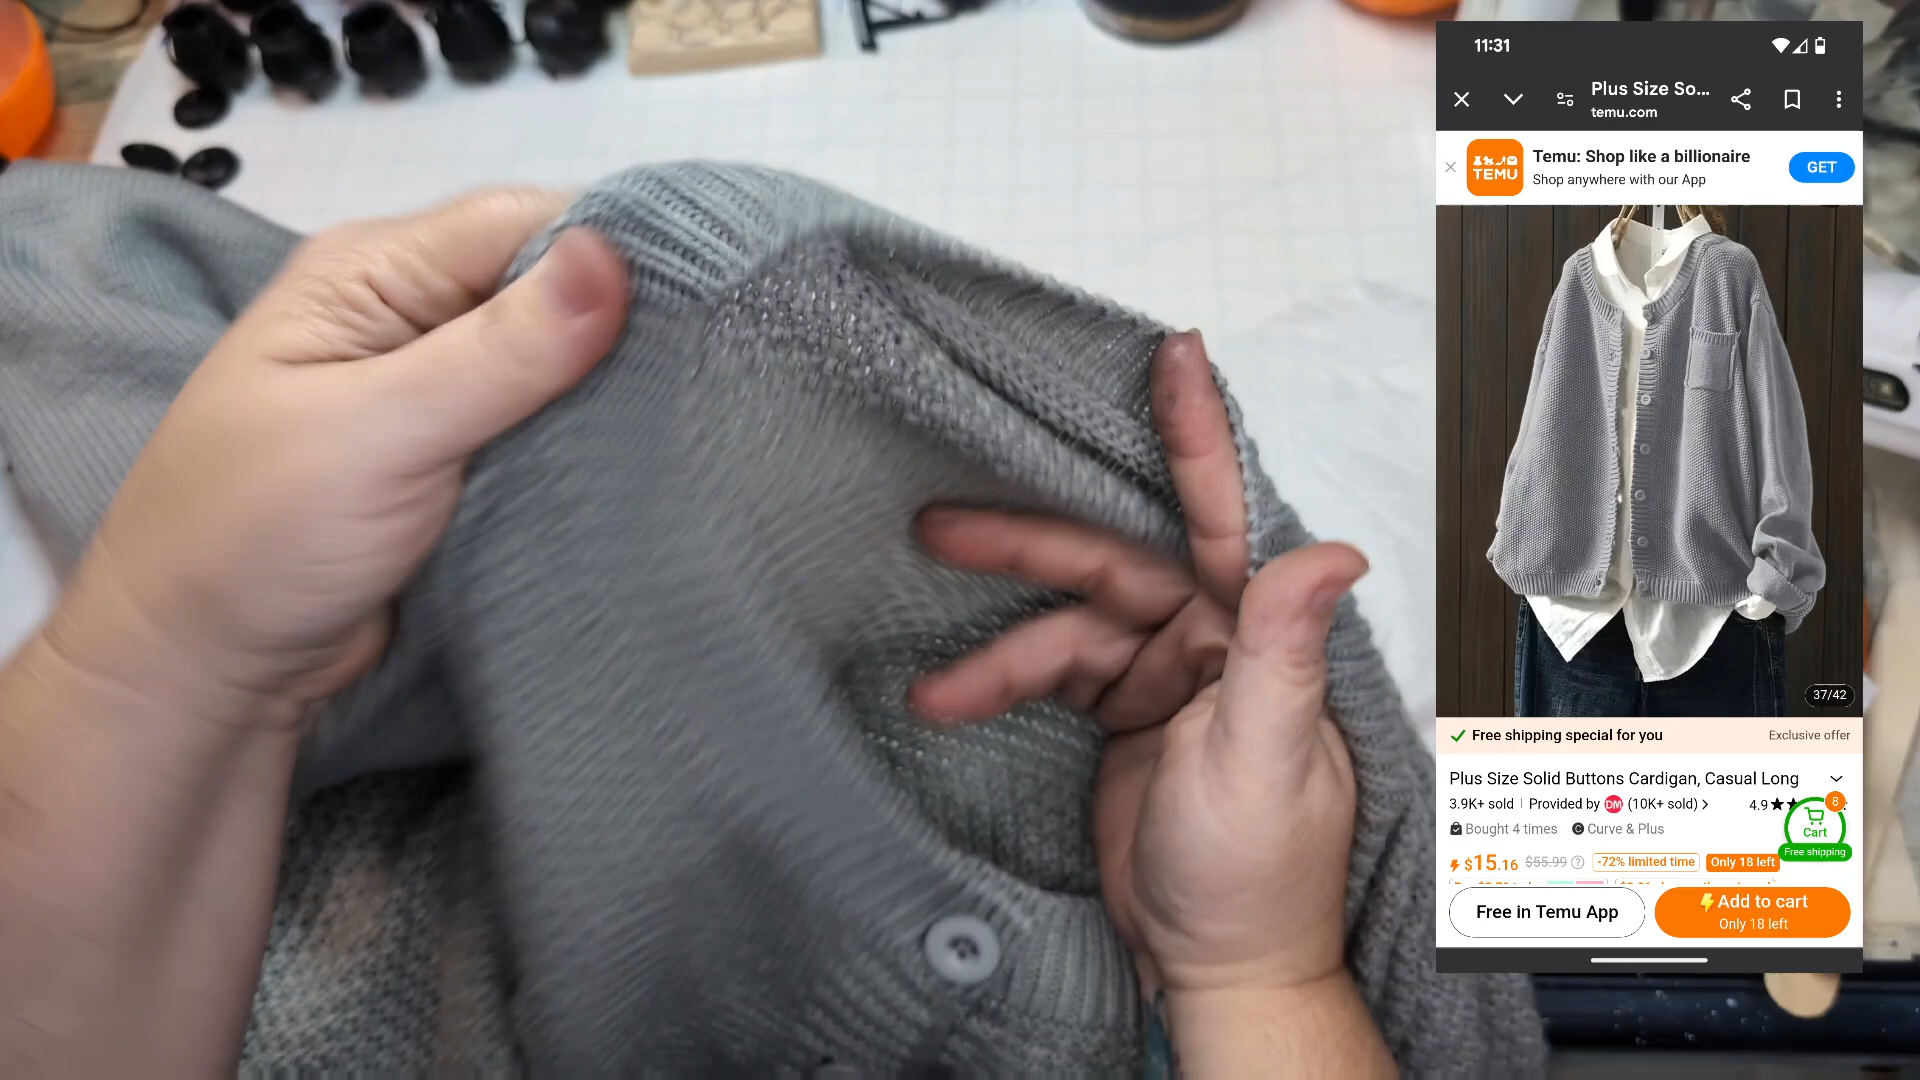 11:31
Plus Size So...
temu.com
TEMU
Temu: Shop like a billionaire
Shop anywhere with our App
GET
37/42
Free shipping special for you
Exclusive offer
Plus Size Solid Buttons Cardigan, Casual Long
3.9K+ sold | Provided by DM (10K+ sold)
4.9
8
Cart
Free shipping
Bought 4 times
Curve & Plus
$15.16 $55.99 -72% limited time Only 18 left
Free in Temu App
Add to cart
Only 18 left